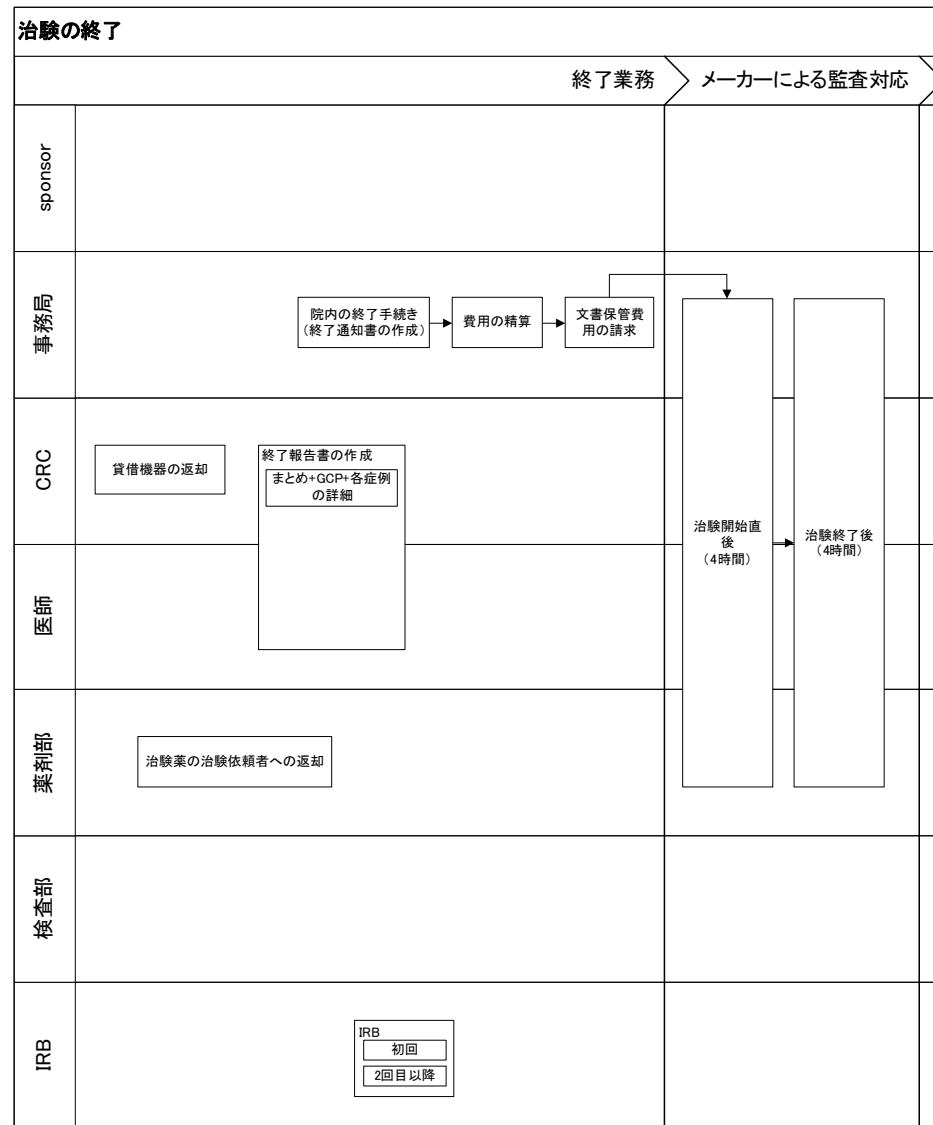 治験の終了
終了業務
メーカーによる監査対応
sponsor
事務局
院内の終了手続き
（終了通知書の作成）
費用の精算
文書保管費
用の請求
CRC
貸借機器の返却
終了報告書の作成
まとめ+GCP+各症例
の詳細
治験開始直
後
（4時間）
治験終了後
（4時間）
医師
薬剤部
治験薬の治験依頼者への返却
検査部
IRB
IRB
初回
2回目以降